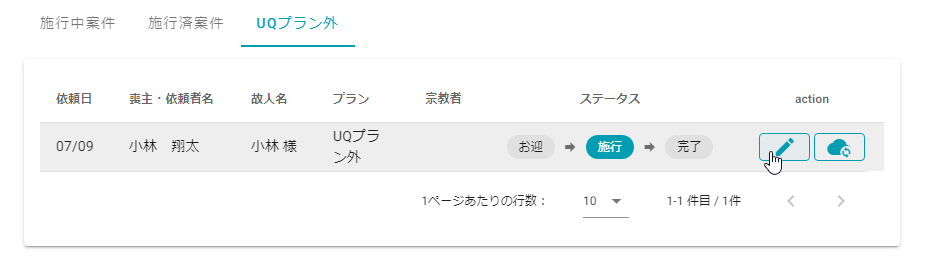 施行中案件 施行済案件 UQプラン外
依頼日 喪主・依頼者名 故人名 プラン 宗教者 ステータス action
07/09 小林　翔太 小林 様 UQプラン外 お迎 → 施行 → 完了
1ページあたりの行数： 10 1-1 件目 / 1件